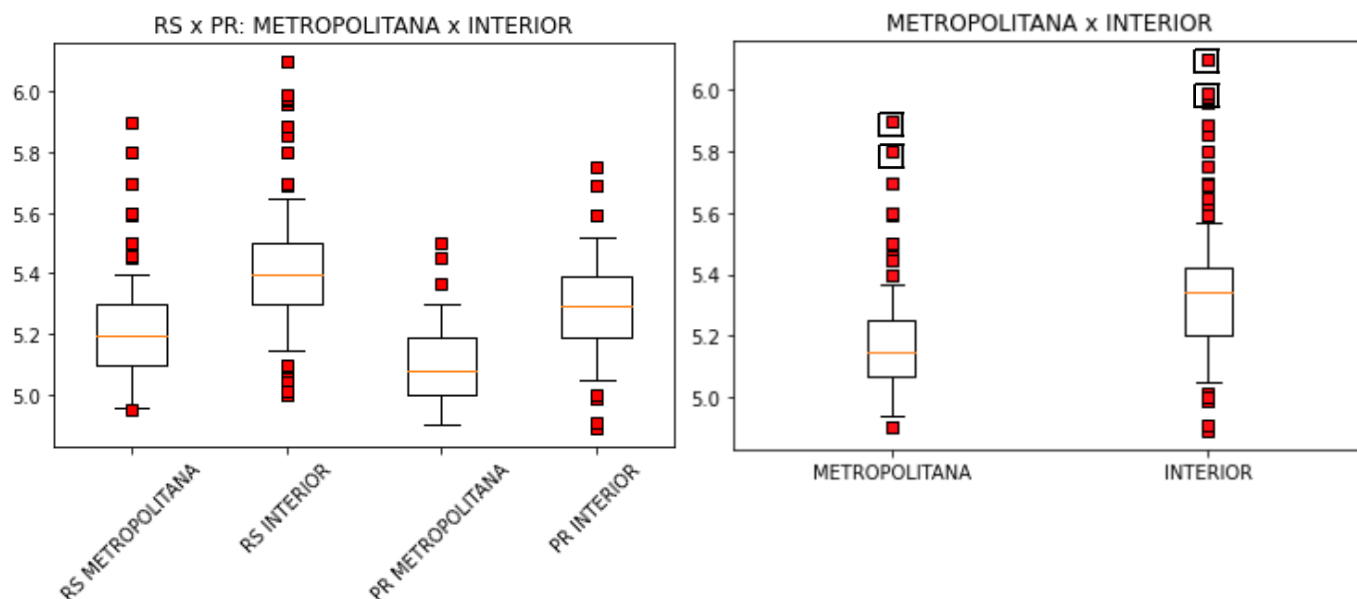 RS x PR: METROPOLITANA x INTERIOR
6.0
5.8
5.6
5.4
5.2
5.0
RS METROPOLITANA
RS INTERIOR
PR METROPOLITANA
PR INTERIOR
METROPOLITANA x INTERIOR
6.0
5.8
5.6
5.4
5.2
5.0
METROPOLITANA
INTERIOR